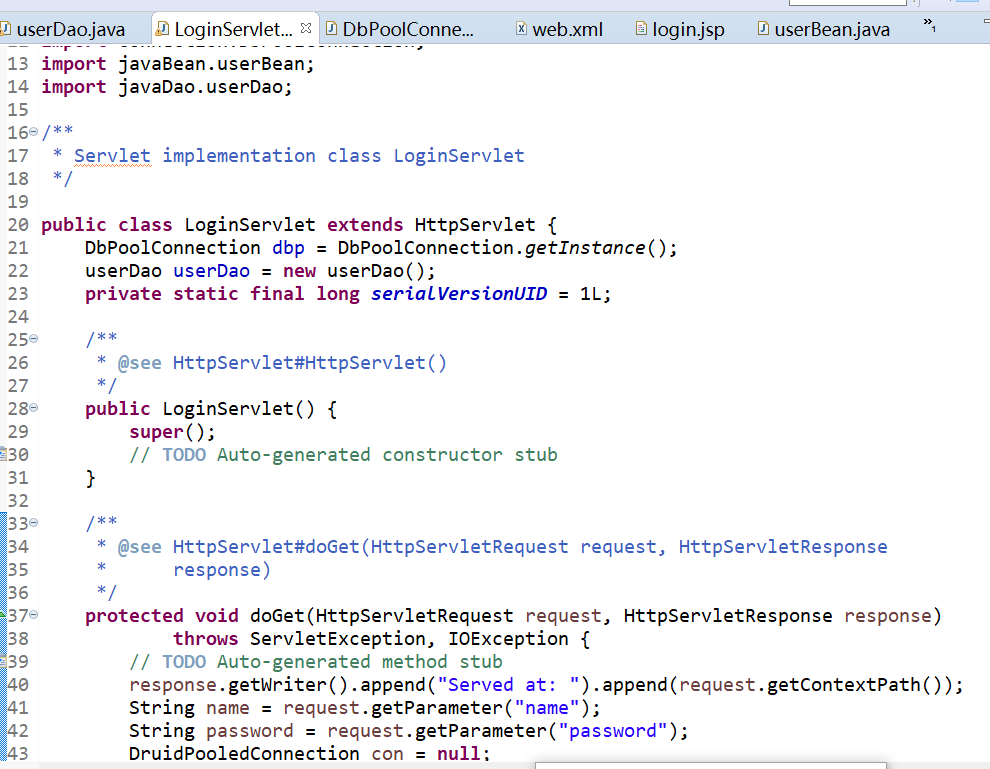 userDao.java LoginServlet... DbPoolConne... web.xml login.jsp userBean.java »1
13 import javaBean.userBean;
14 import javaDao.userDao;
15
16 /**
17  * Servlet implementation class LoginServlet
18  */
19
20 public class LoginServlet extends HttpServlet {
21     DbPoolConnection dbp = DbPoolConnection.getInstance();
22     userDao userDao = new userDao();
23     private static final long serialVersionUID = 1L;
24
25     /**
26      * @see HttpServlet#HttpServlet()
27      */
28     public LoginServlet() {
29         super();
30         // TODO Auto-generated constructor stub
31     }
32
33     /**
34      * @see HttpServlet#doGet(HttpServletRequest request, HttpServletResponse
35      *      response)
36      */
37     protected void doGet(HttpServletRequest request, HttpServletResponse response)
38             throws ServletException, IOException {
39         // TODO Auto-generated method stub
40         response.getWriter().append("Served at: ").append(request.getContextPath());
41         String name = request.getParameter("name");
42         String password = request.getParameter("password");
43         DruidPooledConnection con = null;